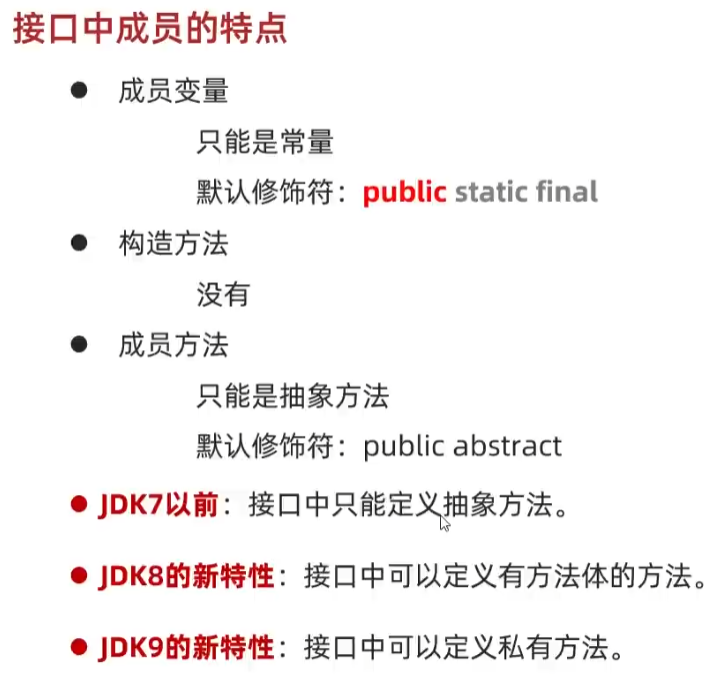 接口中成员的特点
● 成员变量
只能是常量
默认修饰符：public static final
● 构造方法
没有
● 成员方法
只能是抽象方法
默认修饰符：public abstract
● JDK7以前：接口中只能定义抽象方法。
● JDK8的新特性：接口中可以定义有方法体的方法。
● JDK9的新特性：接口中可以定义私有方法。